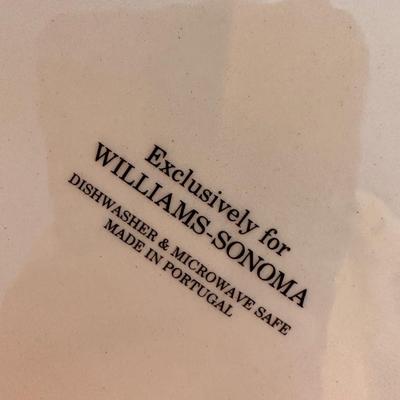 Exclusively for
WILLIAMS-SONOMA
DISHWASHER & MICROWAVE SAFE
MADE IN PORTUGAL